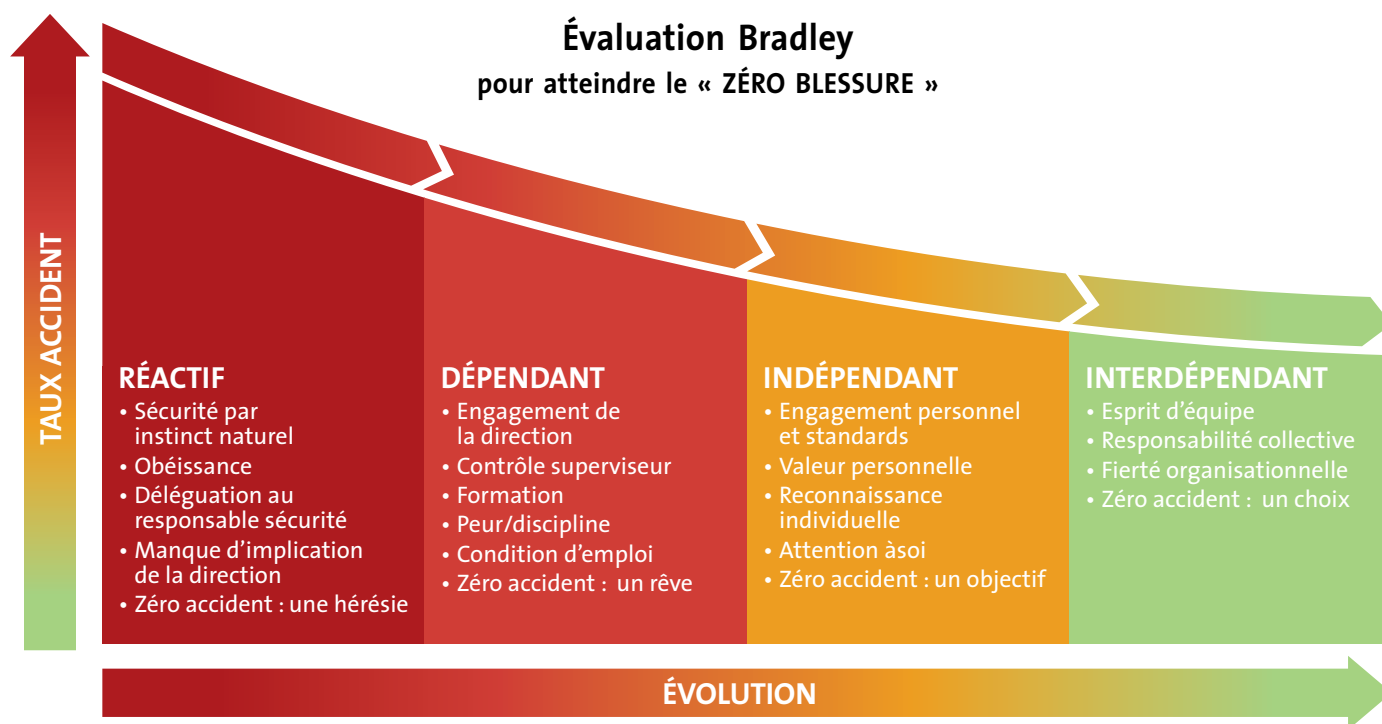 Évaluation Bradley
pour atteindre le « ZÉRO BLESSURE »
TAUX ACCIDENT
RÉACTIF
• Sécurité par
instinct naturel
• Obéissance
• Déléguation au
responsable sécurité
• Manque d'implication
de la direction
• Zéro accident : une hérésie
DÉPENDANT
• Engagement de
la direction
• Contrôle superviseur
• Formation
• Peur/discipline
• Condition d'emploi
• Zéro accident : un rêve
INDÉPENDANT
• Engagement personnel
et standards
• Valeur personnelle
• Reconnaissance
individuelle
• Attention àsoi
• Zéro accident : un objectif
INTERDÉPENDANT
• Esprit d'équipe
• Responsabilité collective
• Fierté organisationnelle
• Zéro accident : un choix
ÉVOLUTION